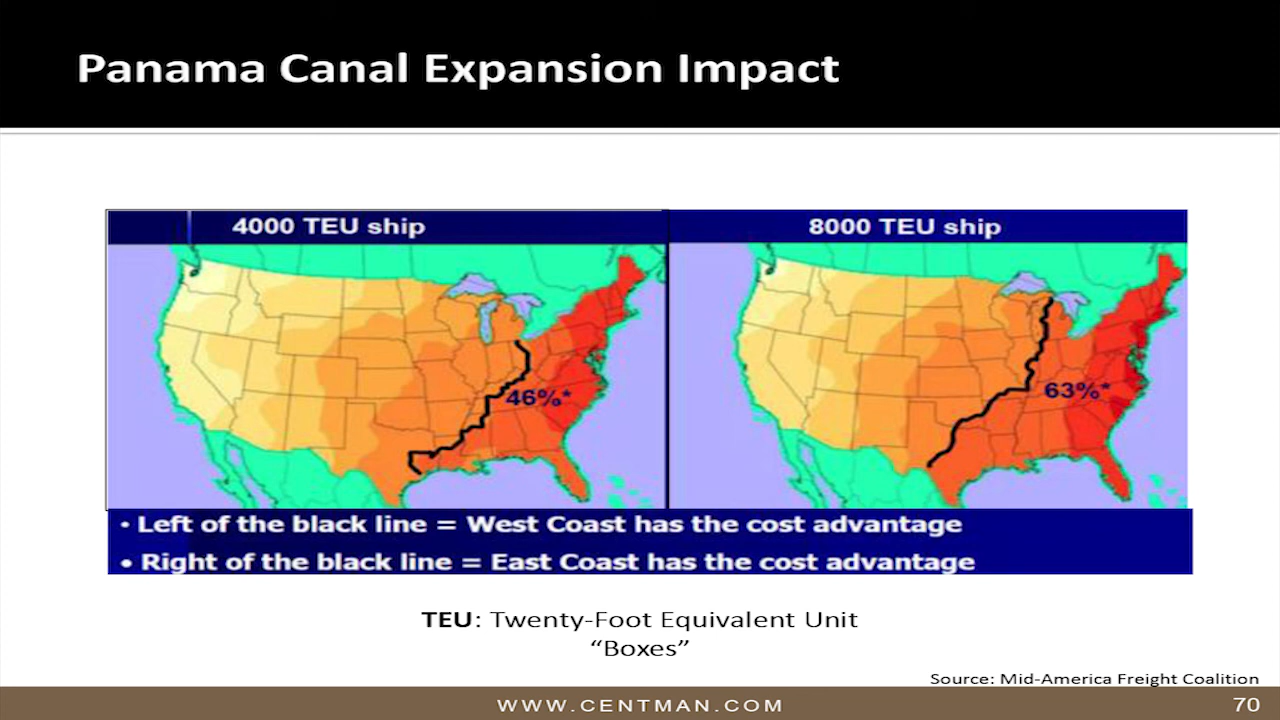 Panama Canal Expansion Impact
4000 TEU ship
8000 TEU ship
46%*
63%*
• Left of the black line = West Coast has the cost advantage
• Right of the black line = East Coast has the cost advantage
TEU: Twenty-Foot Equivalent Unit
“Boxes”
Source: Mid-America Freight Coalition
WWW.CENTMAN.COM
70